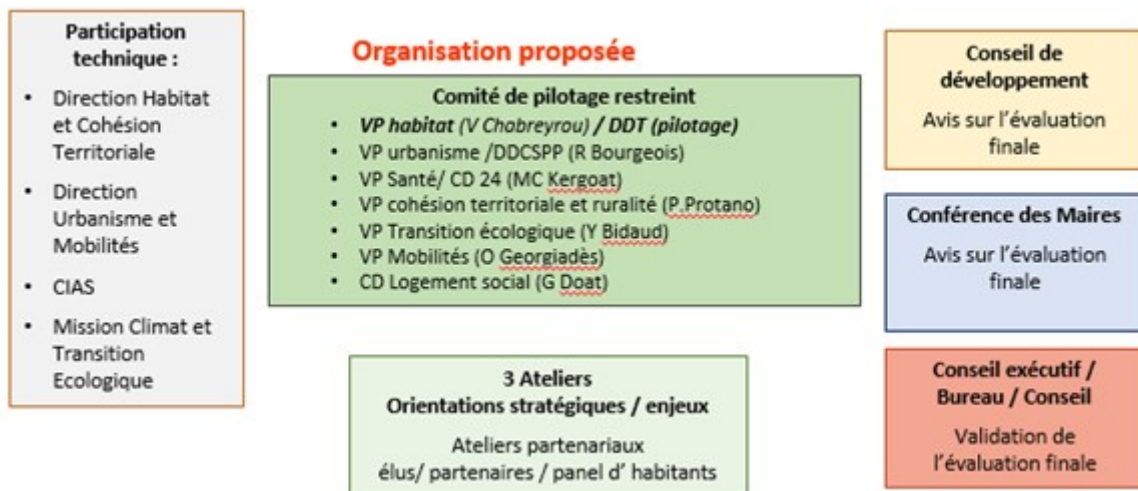 Participation
technique :
• Direction Habitat
et Cohésion
Territoriale
• Direction
Urbanisme et
Mobilités
• CIAS
• Mission Climat et
Transition
Ecologique
Organisation proposée
Comité de pilotage restreint
• VP habitat (V Chabreyrou) / DDT (pilotage)
• VP urbanisme /DDCSPP (R Bourgeois)
• VP Santé/ CD 24 (MC Kergoat)
• VP cohésion territoriale et ruralité (P.Protano)
• VP Transition écologique (Y Bidaud)
• VP Mobilités (O Georgiadès)
• CD Logement social (G Doat)
3 Ateliers
Orientations stratégiques / enjeux
Ateliers partenariaux
élus/ partenaires / panel d' habitants
Conseil de
développement
Avis sur l'évaluation
finale
Conférence des Maires
Avis sur l'évaluation
finale
Conseil exécutif /
Bureau / Conseil
Validation de
l'évaluation finale